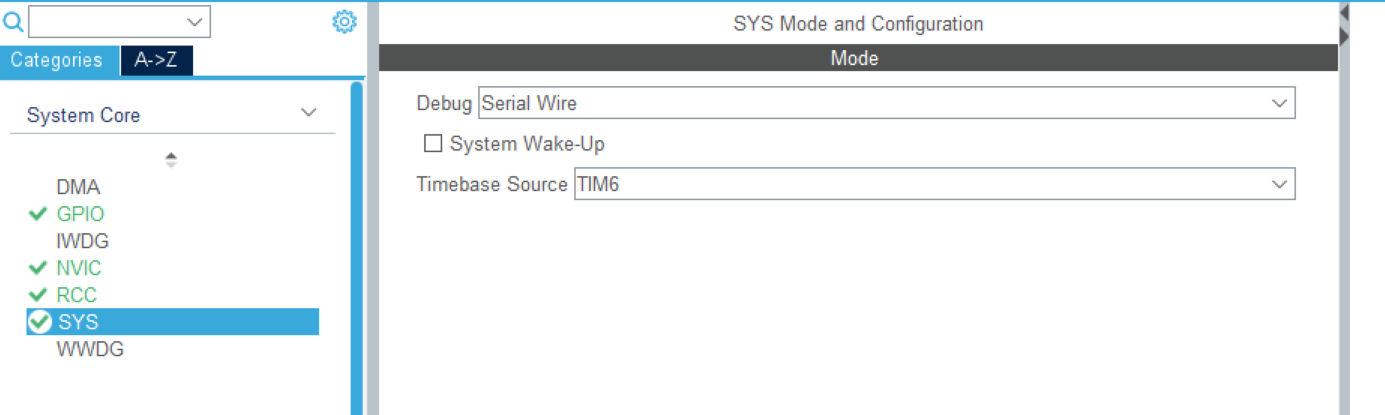 Categories
A->Z
System Core
DMA
GPIO
IWDG
NVIC
RCC
SYS
WWDG
SYS Mode and Configuration
Mode
Debug Serial Wire
System Wake-Up
Timebase Source TIM6